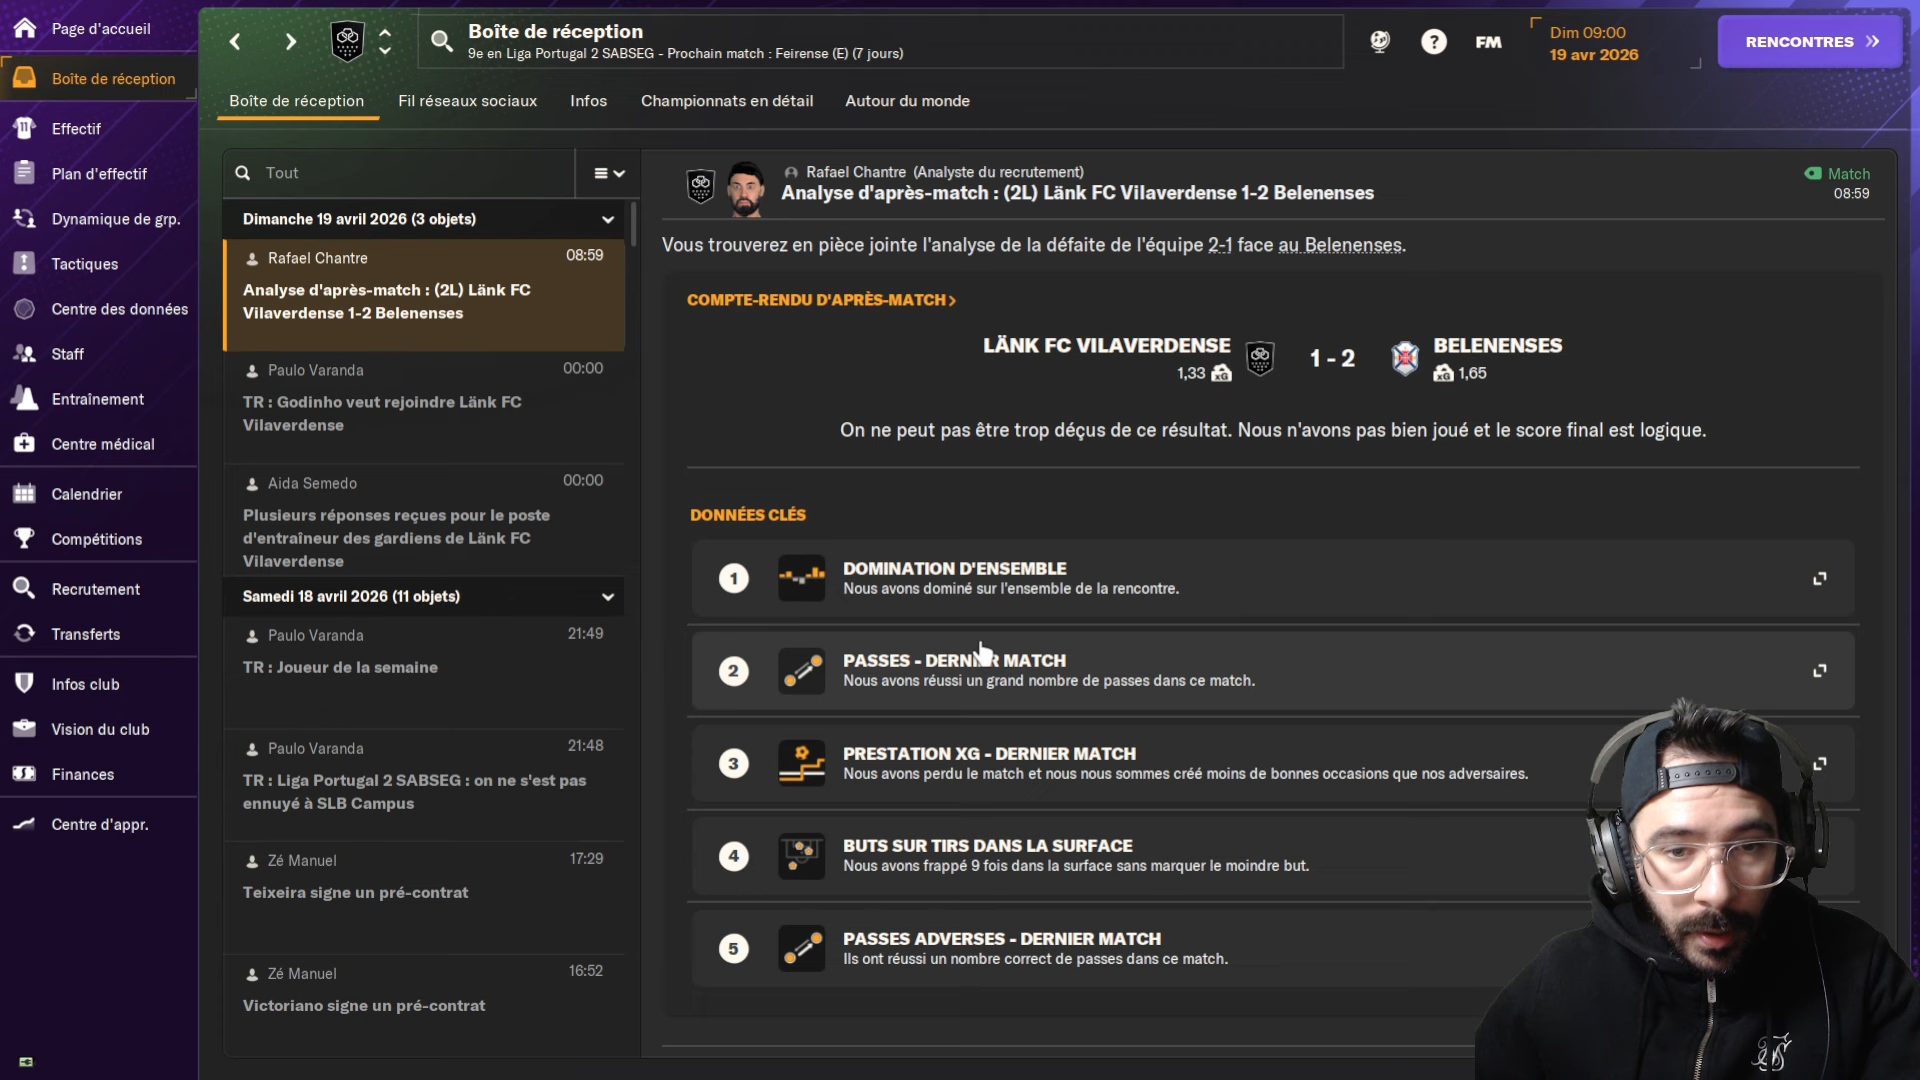 Page d'accueil
Boîte de réception
Effectif
Plan d'effectif
Dynamique de grp.
Tactiques
Centre des données
Staff
Entraînement
Centre médical
Calendrier
Compétitions
Recrutement
Transferts
Infos club
Vision du club
Finances
Centre d'appr.
Boîte de réception
9e en Liga Portugal 2 SABSEG - Prochain match : Feirense (E) (7 jours)
?
FM
Dim 09:00
19 avr 2026
RENCONTRES
Boîte de réception
Fil réseaux sociaux
Infos
Championnats en détail
Autour du monde
Tout
Dimanche 19 avril 2026 (3 objets)
Rafael Chantre
08:59
Analyse d'après-match : (2L) Länk FC
Vilaverdense 1-2 Belenenses
Paulo Varanda
00:00
TR : Godinho veut rejoindre Länk FC
Vilaverdense
Aida Semedo
00:00
Plusieurs réponses reçues pour le poste
d'entraîneur des gardiens de Länk FC
Vilaverdense
Samedi 18 avril 2026 (11 objets)
Paulo Varanda
21:49
TR : Joueur de la semaine
Paulo Varanda
21:48
TR : Liga Portugal 2 SABSEG : on ne s'est pas
ennuyé à SLB Campus
Zé Manuel
17:29
Teixeira signe un pré-contrat
Zé Manuel
16:52
Victoriano signe un pré-contrat
Rafael Chantre (Analyste du recrutement)
Analyse d'après-match : (2L) Länk FC Vilaverdense 1-2 Belenenses
Match
08:59
Vous trouverez en pièce jointe l'analyse de la défaite de l'équipe 2-1 face au Belenenses.
COMPTE-RENDU D'APRÈS-MATCH >
LÄNK FC VILAVERDENSE
1,33 xG
1 - 2
BELENENSES
xG 1,65
On ne peut pas être trop déçus de ce résultat. Nous n'avons pas bien joué et le score final est logique.
DONNÉES CLÉS
1
DOMINATION D'ENSEMBLE
Nous avons dominé sur l'ensemble de la rencontre.
2
PASSES - DERNIER MATCH
Nous avons réussi un grand nombre de passes dans ce match.
3
PRESTATION XG - DERNIER MATCH
Nous avons perdu le match et nous nous sommes créé moins de bonnes occasions que nos adversaires.
4
BUTS SUR TIRS DANS LA SURFACE
Nous avons frappé 9 fois dans la surface sans marquer le moindre but.
5
PASSES ADVERSES - DERNIER MATCH
Ils ont réussi un nombre correct de passes dans ce match.